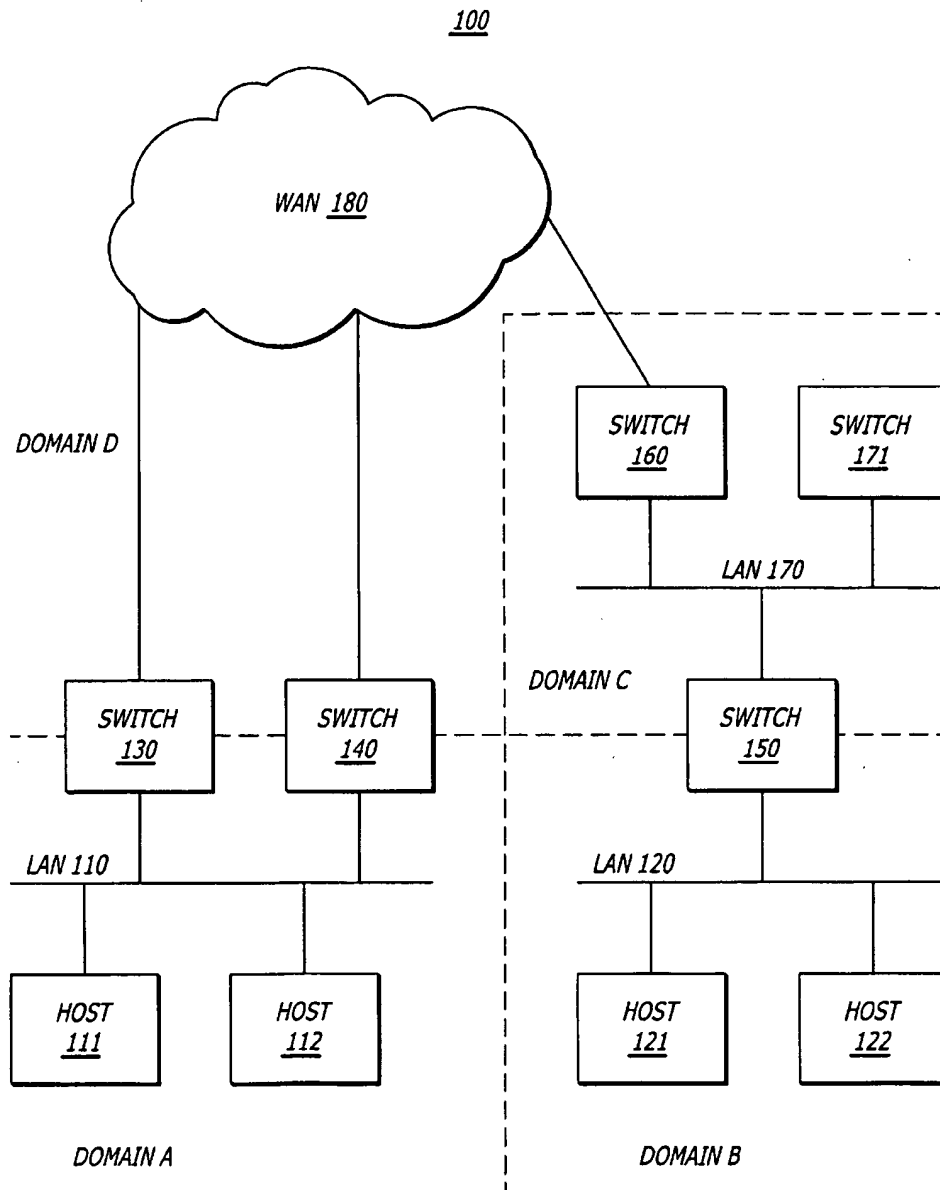 100
WAN 180
DOMAIN D
SWITCH
160
SWITCH
171
LAN 170
DOMAIN C
SWITCH
130
SWITCH
140
SWITCH
150
LAN 110
LAN 120
HOST
111
HOST
112
HOST
121
HOST
122
DOMAIN A
DOMAIN B